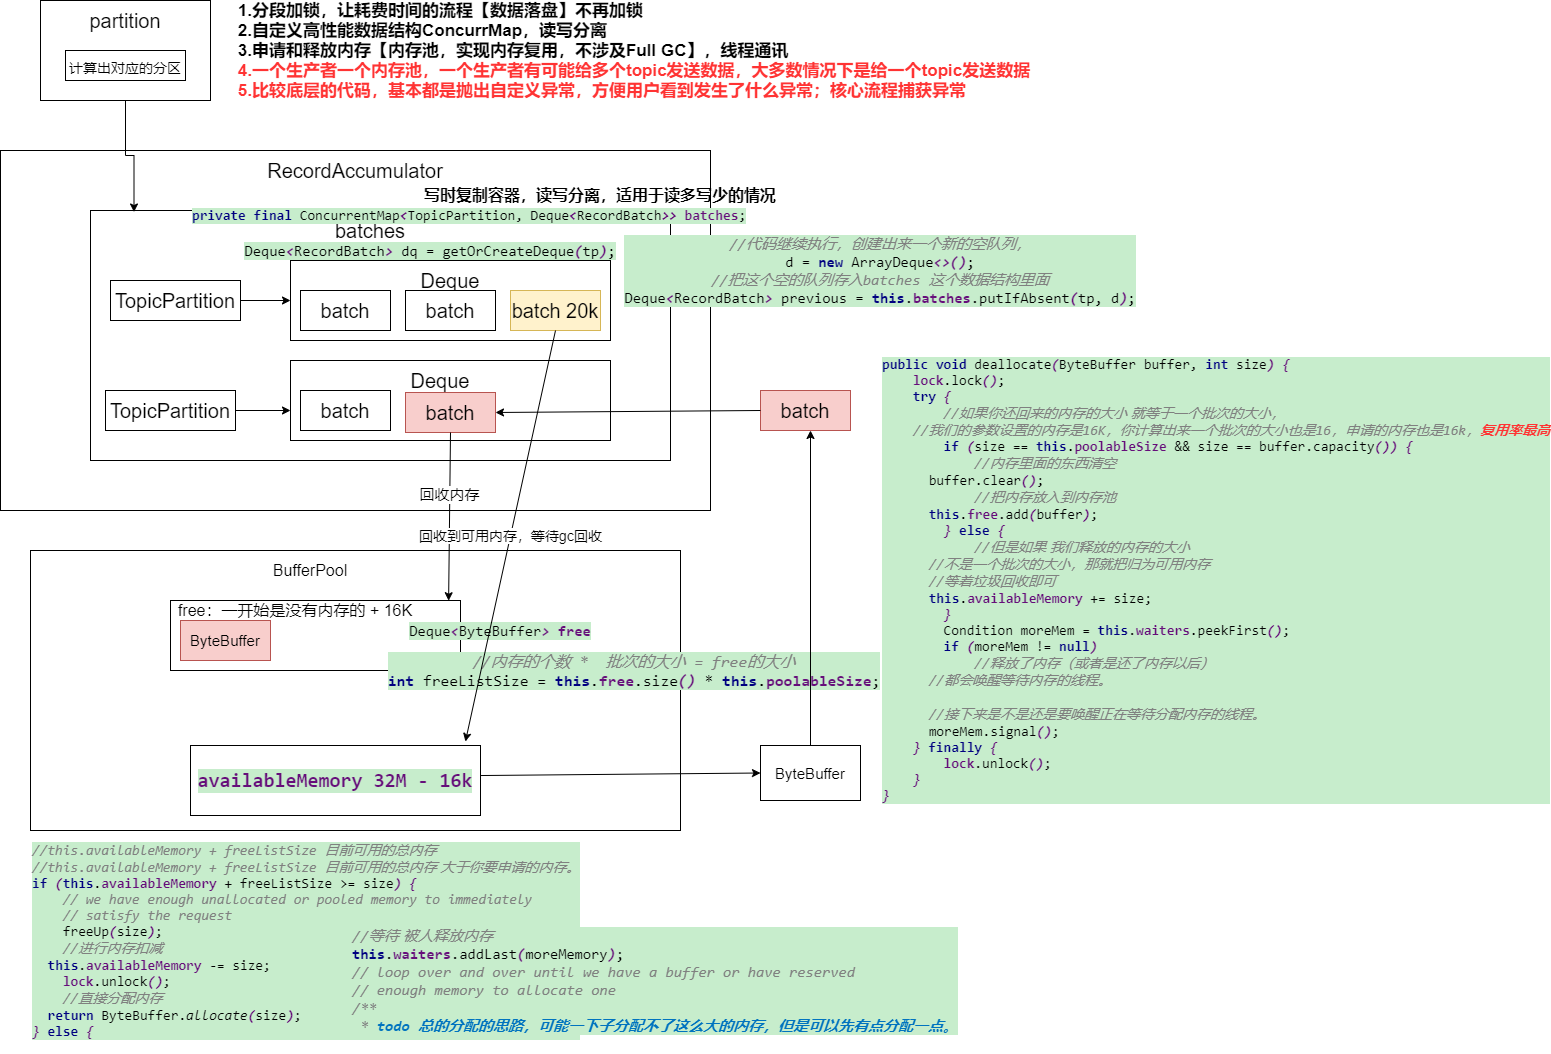 partition
计算出对应的分区
1.分段加锁，让耗费时间的流程【数据落盘】不再加锁
2.自定义高性能数据结构ConcurrMap，读写分离
3.申请和释放内存【内存池，实现内存复用，不涉及Full GC】，线程通讯
4.一个生产者一个内存池，一个生产者有可能给多个topic发送数据，大多数情况下是给一个topic发送数据
5.比较底层的代码，基本都是抛出自定义异常，方便用户看到发生了什么异常；核心流程捕获异常
RecordAccumulator
写时复制容器，读写分离，适用于读多写少的情况
private final ConcurrentMap<TopicPartition, Deque<RecordBatch>> batches;
batches
Deque<RecordBatch> dq = getOrCreateDeque(tp);
//代码继续执行，创建出来一个新的空队列，
d = new ArrayDeque<>();
//把这个空的队列存入batches 这个数据结构里面
Deque<RecordBatch> previous = this.batches.putIfAbsent(tp, d);
Deque
TopicPartition
batch
batch
batch 20k
Deque
TopicPartition
batch
batch
batch
回收内存
回收到可用内存，等待gc回收
BufferPool
free：一开始是没有内存的 + 16K
ByteBuffer
Deque<ByteBuffer> free
//内存的个数 * 批次的大小 = free的大小
int freeListSize = this.free.size() * this.poolableSize;
availableMemory 32M - 16k
ByteBuffer
public void deallocate(ByteBuffer buffer, int size) {
lock.lock();
try {
//如果你还回来的内存的大小 就等于一个批次的大小，
//我们的参数设置的内存是16K，你计算出来一个批次的大小也是16，申请的内存也是16k，复用率最高
if (size == this.poolableSize && size == buffer.capacity()) {
//内存里面的东西清空
buffer.clear();
//把内存放入到内存池
this.free.add(buffer);
} else {
//但是如果 我们释放的内存的大小
//不是一个批次的大小，那就把归为可用内存
//等着垃圾回收即可
this.availableMemory += size;
}
Condition moreMem = this.waiters.peekFirst();
if (moreMem != null)
//释放了内存（或者是还了内存以后）
//都会唤醒等待内存的线程。
//接下来是不是还是要唤醒正在等待分配内存的线程。
moreMem.signal();
} finally {
lock.unlock();
}
}
//this.availableMemory + freeListSize 目前可用的总内存
//this.availableMemory + freeListSize 目前可用的总内存 大于你要申请的内存。
if (this.availableMemory + freeListSize >= size) {
// we have enough unallocated or pooled memory to immediately
// satisfy the request
freeUp(size);
//进行内存扣减
this.availableMemory -= size;
lock.unlock();
//直接分配内存
return ByteBuffer.allocate(size);
} else {
//等待 被人释放内存
this.waiters.addLast(moreMemory);
// loop over and over until we have a buffer or have reserved
// enough memory to allocate one
/**
* todo 总的分配的思路，可能一下子分配不了这么大的内存，但是可以先有点分配一点。